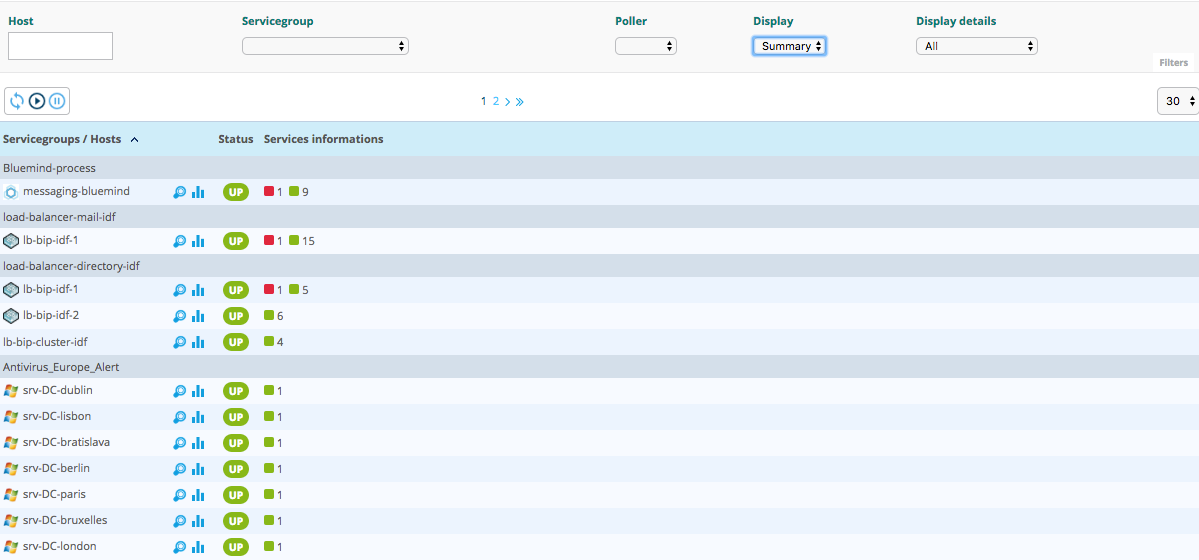 Host Servicegroup Poller Display Display details
Summary All
Filters
1 2 30
Servicegroups / Hosts Status Services informations
Bluemind-process
messaging-bluemind UP 1 9
load-balancer-mail-idf
lb-bip-idf-1 UP 1 15
load-balancer-directory-idf
lb-bip-idf-1 UP 1 5
lb-bip-idf-2 UP 6
lb-bip-cluster-idf UP 4
Antivirus_Europe_Alert
srv-DC-dublin UP 1
srv-DC-lisbon UP 1
srv-DC-bratislava UP 1
srv-DC-berlin UP 1
srv-DC-paris UP 1
srv-DC-bruxelles UP 1
srv-DC-london UP 1